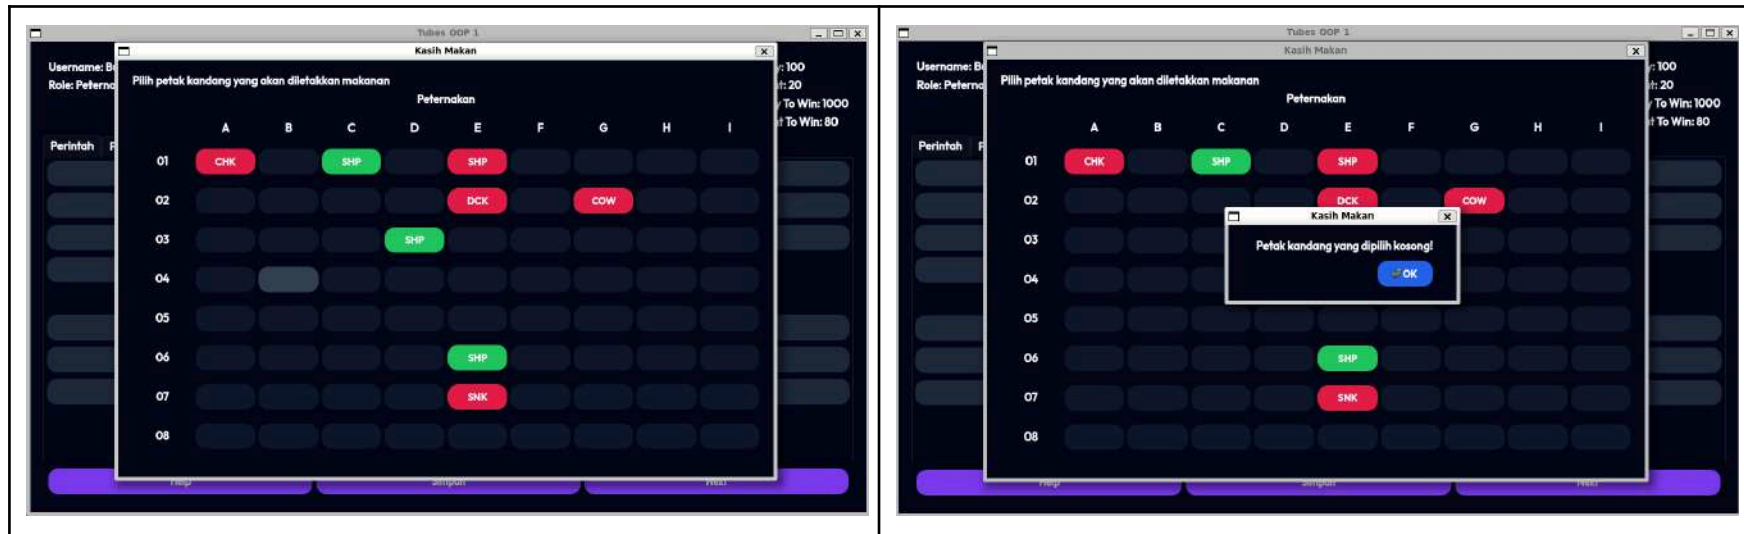 Tubes OOP 1
Kasih Makan
Username: B
Role: Peterna
Pilih petak kandang yang akan diletakkan makanan
: 100
: 20
To Win: 1000
To Win: 80
Peternakan
Perintah
A B C D E F G H I
01 CHK SHP SHP
02 DCK COW
03 SHP
04
05
06 SHP
07 SNK
08
Help Simpan Next
Tubes OOP 1
Kasih Makan
Username: B
Role: Peterna
Pilih petak kandang yang akan diletakkan makanan
: 100
: 20
To Win: 1000
To Win: 80
Peternakan
Perintah
A B C D E F G H I
01 CHK SHP SHP
02 DCK COW
Kasih Makan
03
Petak kandang yang dipilih kosong!
04
OK
05
06 SHP
07 SNK
08
Help Simpan Next